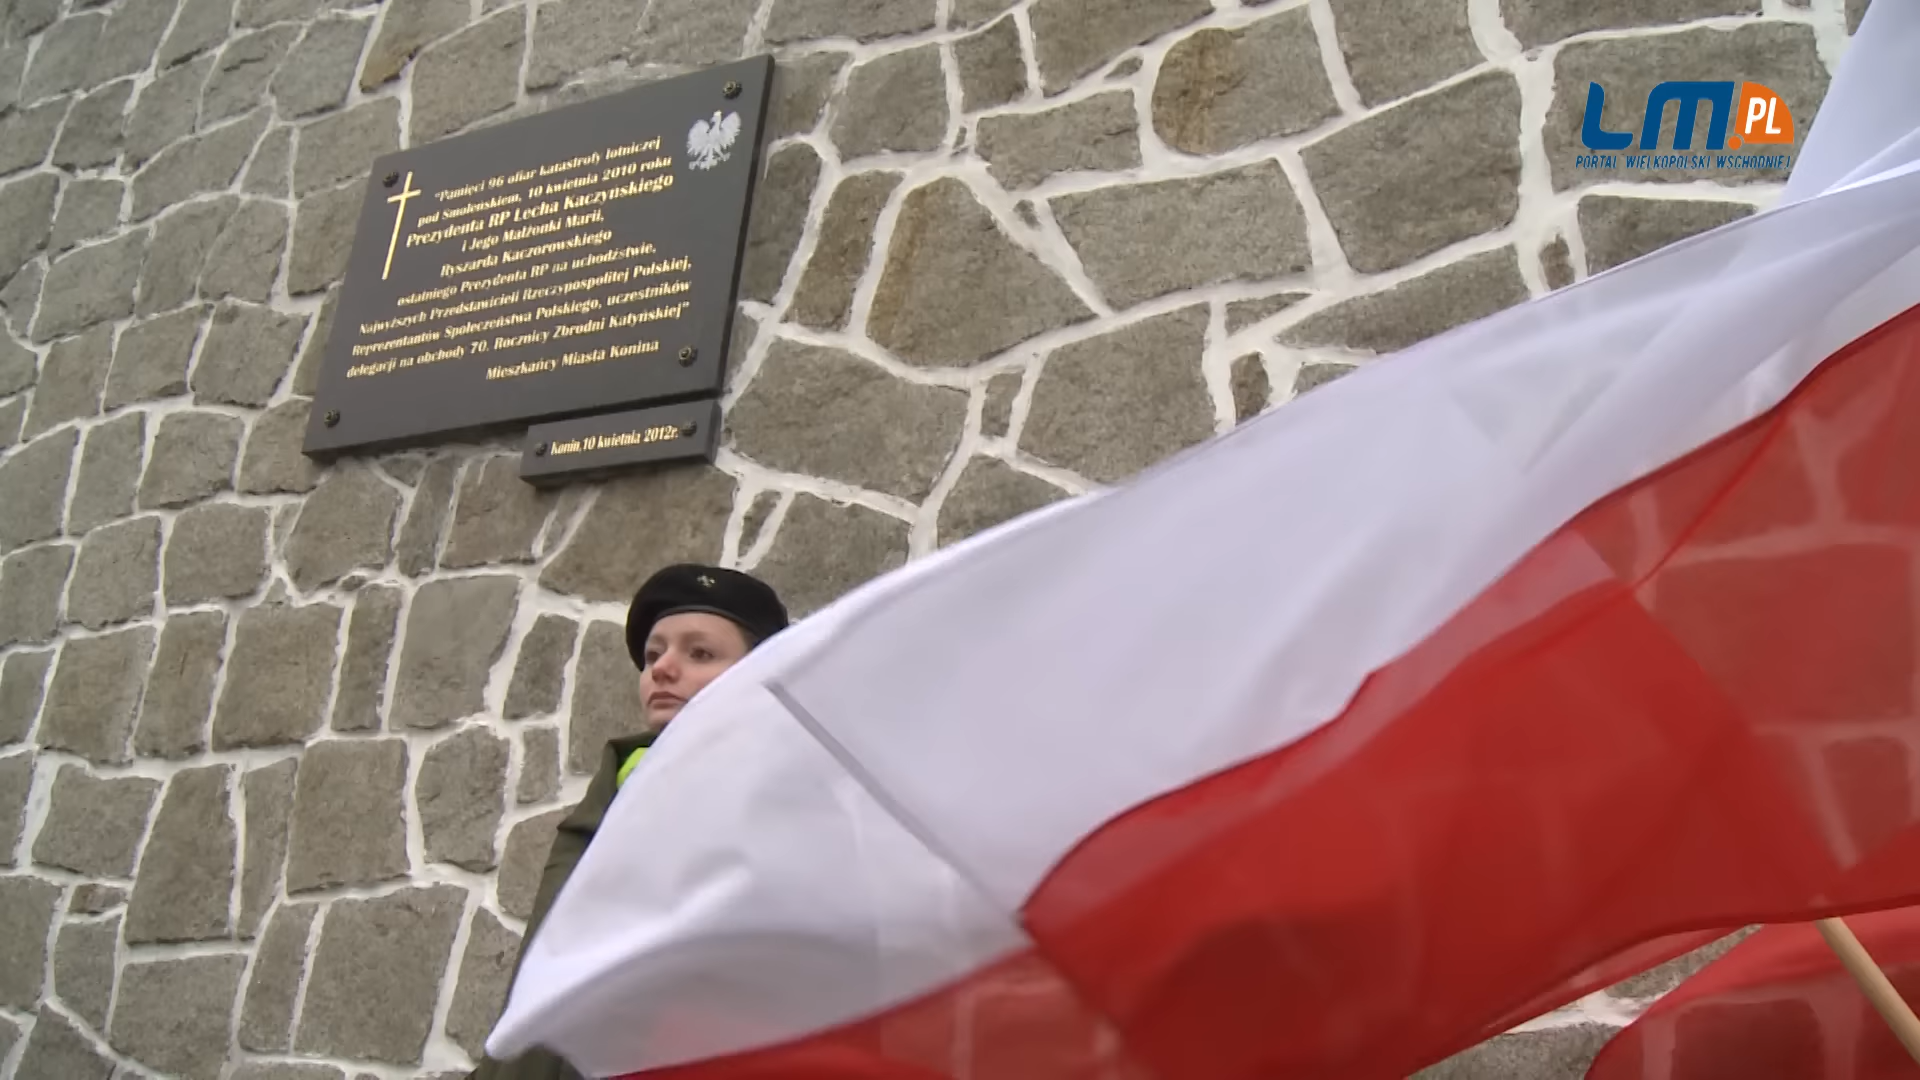 LM.PL
PORTAL WIELKOPOLSKI WSCHODNIEJ
"Pamięci 96 ofiar katastrofy lotniczej
pod Smoleńskiem, 10 kwietnia 2010 roku
Prezydenta RP Lecha Kaczyńskiego
i Jego Małżonki Marii,
Ryszarda Kaczorowskiego
ostatniego Prezydenta RP na uchodźstwie,
Najwyższych Przedstawicieli Rzeczypospolitej Polskiej,
Reprezentantów Społeczeństwa Polskiego, uczestników
delegacji na obchody 70. Rocznicy Zbrodni Katyńskiej"
Mieszkańcy Miasta Konina
Konin, 10 kwietnia 2012r.